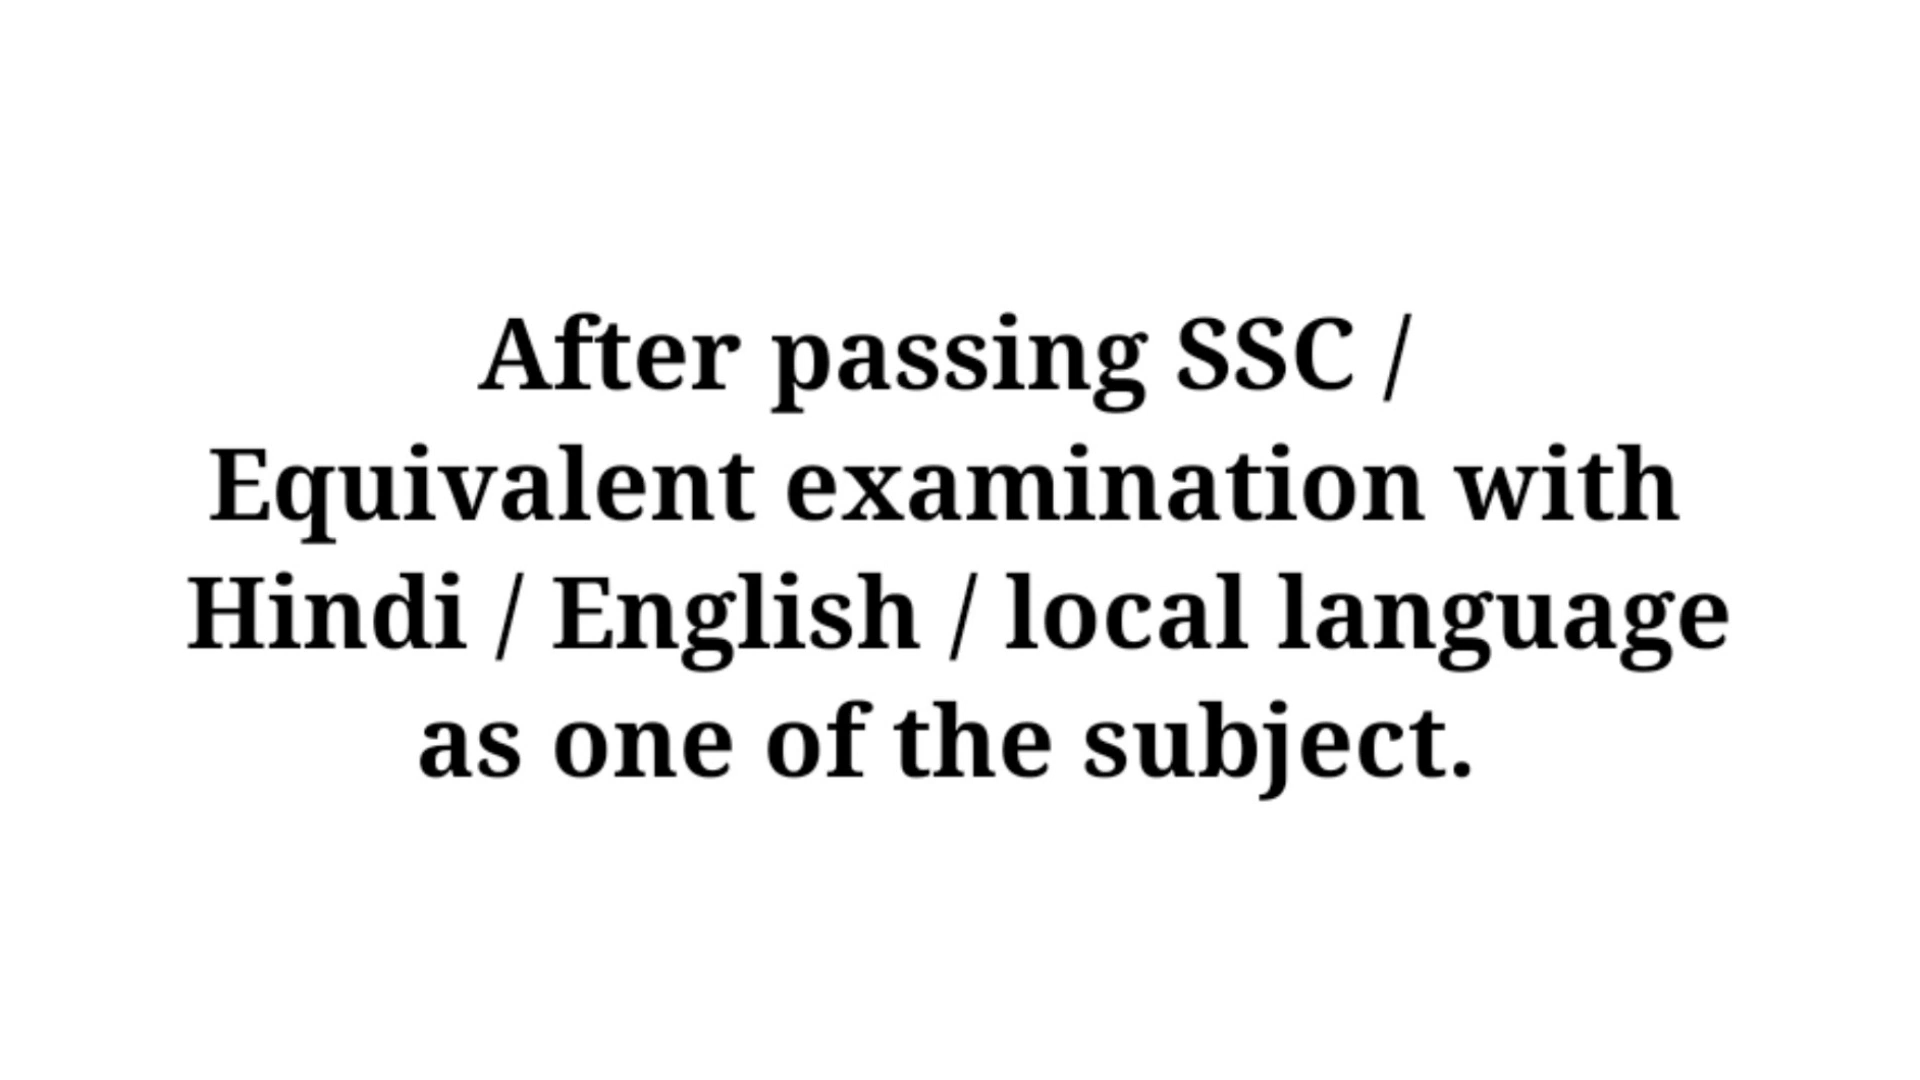 After passing SSC /
Equivalent examination with
Hindi / English / local language
as one of the subject.